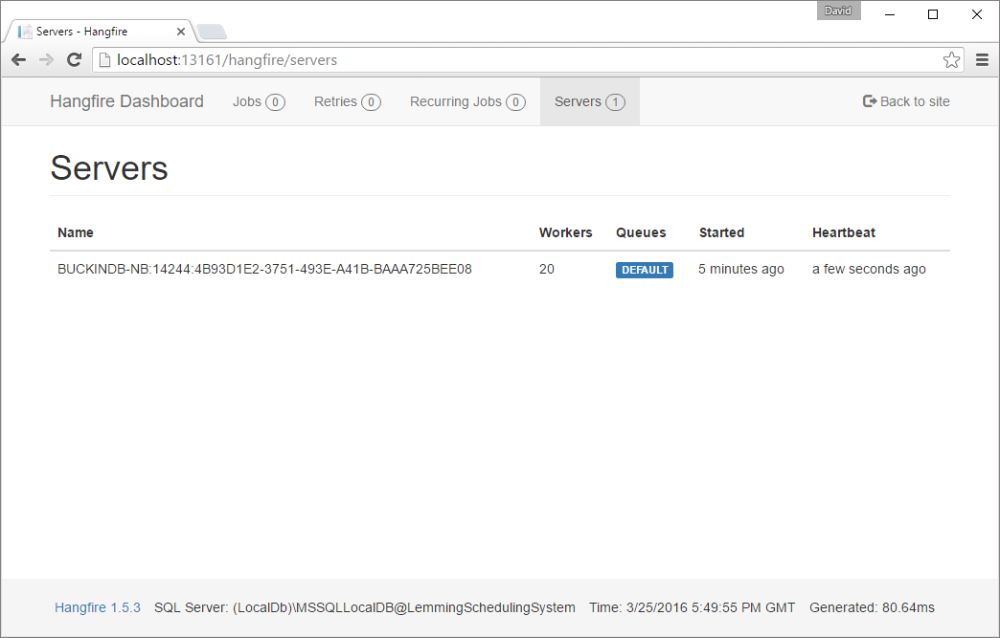 David
Servers - Hangfire
localhost:13161/hangfire/servers
Hangfire Dashboard Jobs 0 Retries 0 Recurring Jobs 0 Servers 1 Back to site
Servers
Name Workers Queues Started Heartbeat
BUCKINDB-NB:14244:4B93D1E2-3751-493E-A41B-BAAA725BEE08 20 DEFAULT 5 minutes ago a few seconds ago
Hangfire 1.5.3 SQL Server: (LocalDb)\MSSQLLocalDB@LemmingSchedulingSystem Time: 3/25/2016 5:49:55 PM GMT Generated: 80.64ms